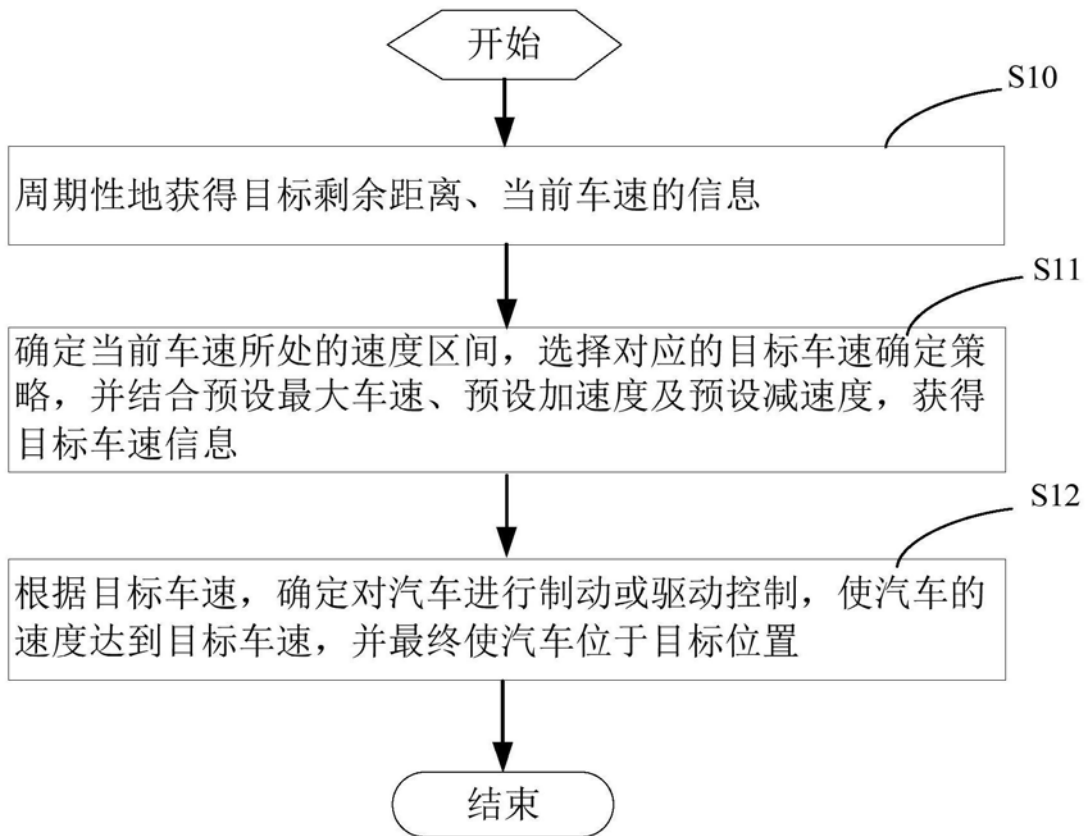 开始
S10
周期性地获得目标剩余距离、当前车速的信息
S11
确定当前车速所处的速度区间，选择对应的目标车速确定策
略，并结合预设最大车速、预设加速度及预设减速度，获得
目标车速信息
S12
根据目标车速，确定对汽车进行制动或驱动控制，使汽车的
速度达到目标车速，并最终使汽车位于目标位置
结束